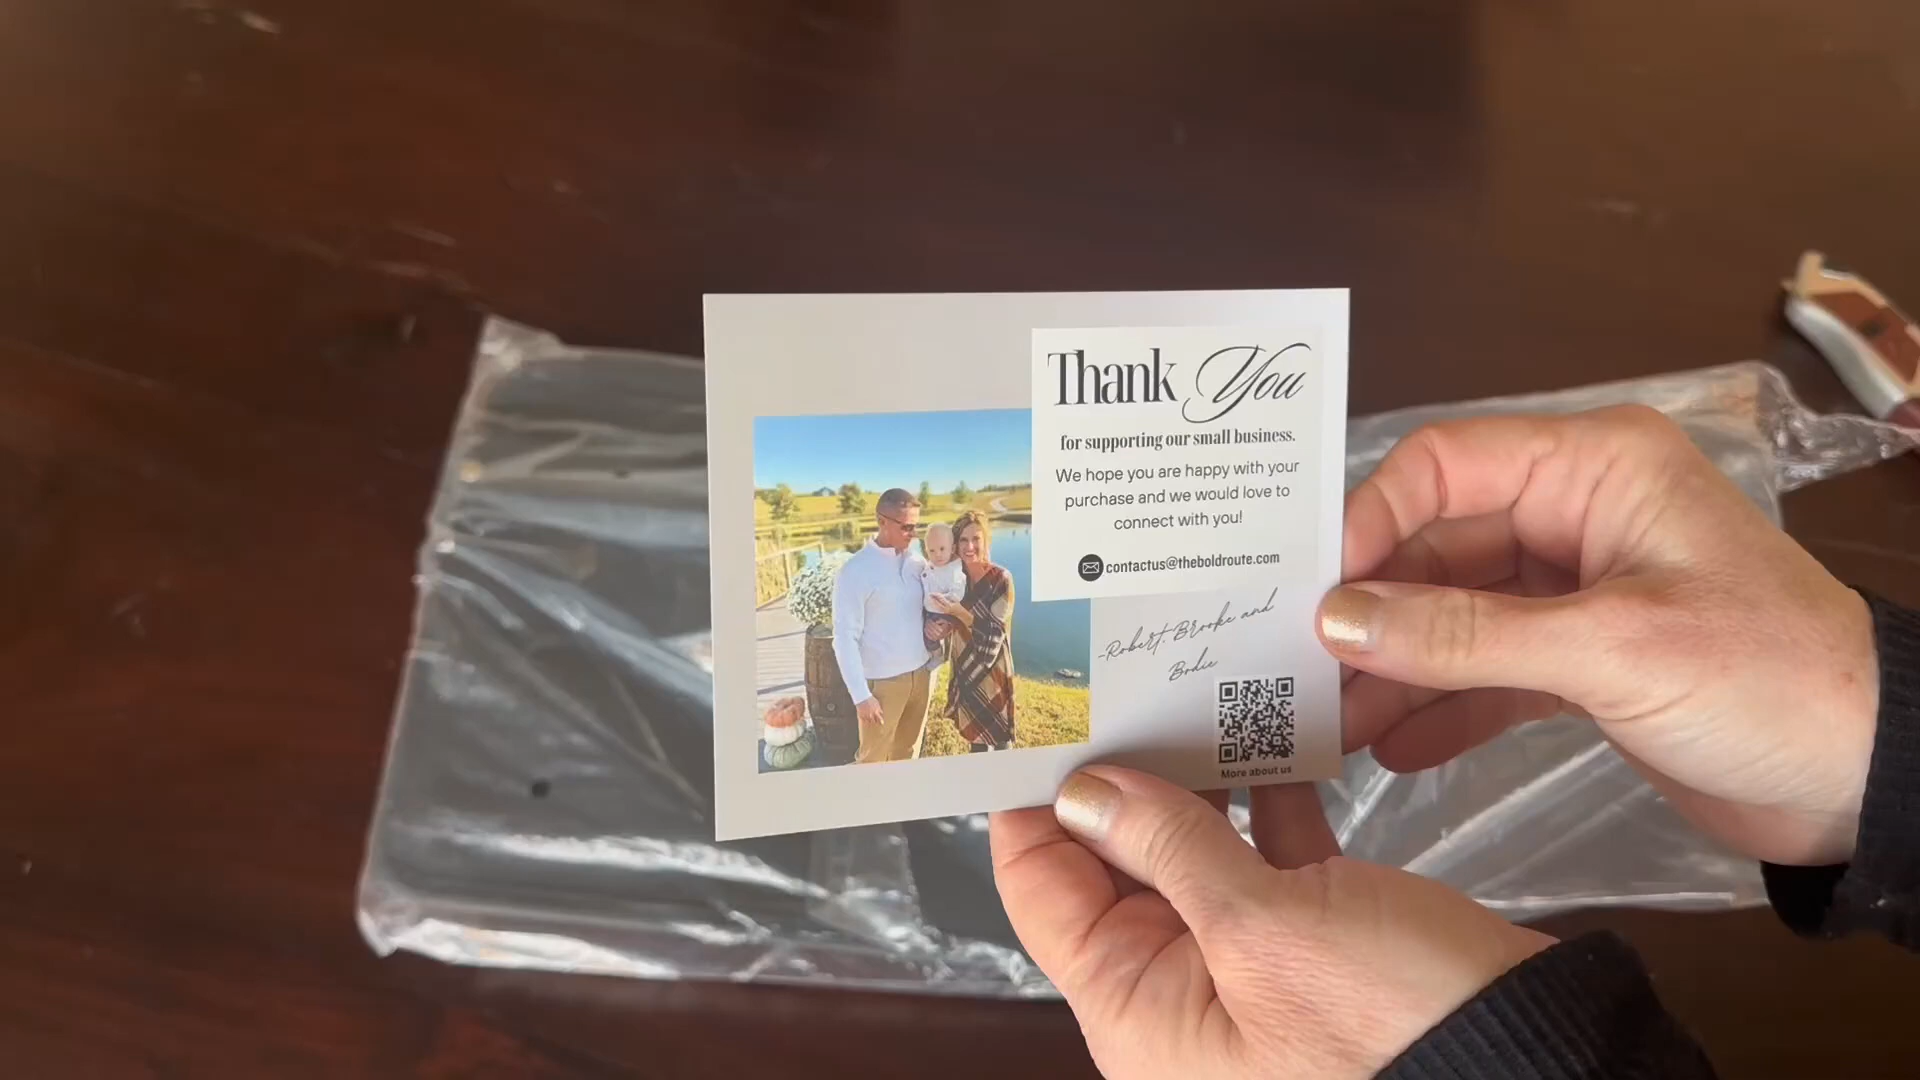 Thank You
for supporting our small business.
We hope you are happy with your
purchase and we would love to
connect with you!
contactus@theboldroute.com
-Robert, Brooke and
Bodie
More about us